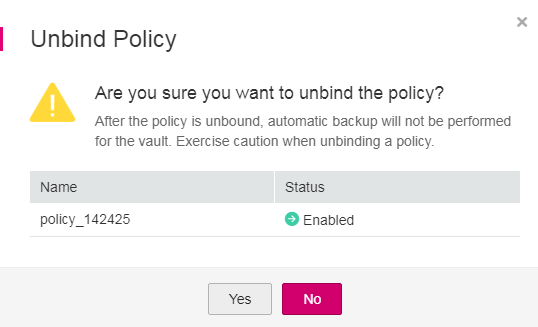 Unbind Policy
Are you sure you want to unbind the policy?
After the policy is unbound, automatic backup will not be performed
for the vault. Exercise caution when unbinding a policy.
Name Status
policy_142425 Enabled
Yes No